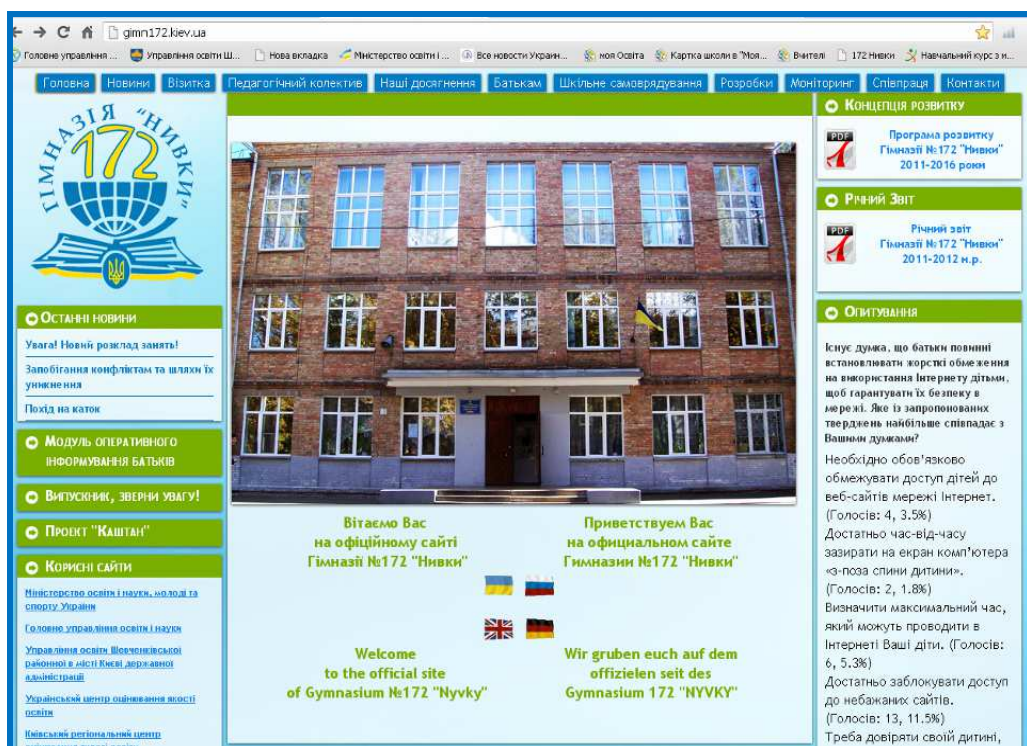 gimn172.kiev.ua
Головне управління ...
Управління освіти Ш...
Нова вкладка
Міністерство освіти і ...
Все новости Украин...
моя Освіта
Картка школи в "Моя...
Вчителі
172 Нивки
Навчальний курс з н...
Головна
Новини
Візитка
Педагогічний колектив
Наші досягнення
Батькам
Шкільне самоврядування
Розробки
Моніторинг
Співпраця
Контакти
ГІМНАЗІЯ "НИВКИ"
172
Останні новини
Увага! Новий розклад занять!
Запобігання конфліктам та шляхи їх
уникнення
Похід на каток
Модуль оперативного
інформування батьків
Випускник, зверни увагу!
Проект "Каштан"
Корисні сайти
Міністерство освіти і науки, молоді та
спорту України
Головне управління освіти і науки
Управління освіти Шевченківської
районної в місті Києві державної
адміністрації
Український центр оцінювання якості
освіти
Київський регіональний центр
Вітаємо Вас
на офіційному сайті
Гімназії №172 "Нивки"
Приветствуем Вас
на официальном сайте
Гимназии №172 "Нивки"
Welcome
to the official site
of Gymnasium №172 "Nyvky"
Wir gruben euch auf dem
offizielen seit des
Gymnasium 172 "NYVKY"
Концепція розвитку
PDF
Програма розвитку
Гімназії №172 "Нивки"
2011-2016 роки
Річний Звіт
PDF
Річний звіт
Гімназії №172 "Нивки"
2011-2012 н.р.
Опитування
Існує думка, що батьки повинні
встановлювати жорсткі обмеження
на використання Інтернету дітьми,
щоб гарантувати їх безпеку в
мережі. Яке із запропонованих
тверджень найбільше співпадає з
Вашими думками?
Необхідно обов'язково
обмежувати доступ дітей до
веб-сайтів мережі Інтернет.
(Голосів: 4, 3.5%)
Достатньо час-від-часу
зазирати на екран комп'ютера
«з-поза спини дитини».
(Голосів: 2, 1.8%)
Визначити максимальний час,
який можуть проводити в
Інтернеті Ваші діти. (Голосів:
6, 5.3%)
Достатньо заблокувати доступ
до небажаних сайтів.
(Голосів: 13, 11.5%)
Треба довіряти своїй дитині,